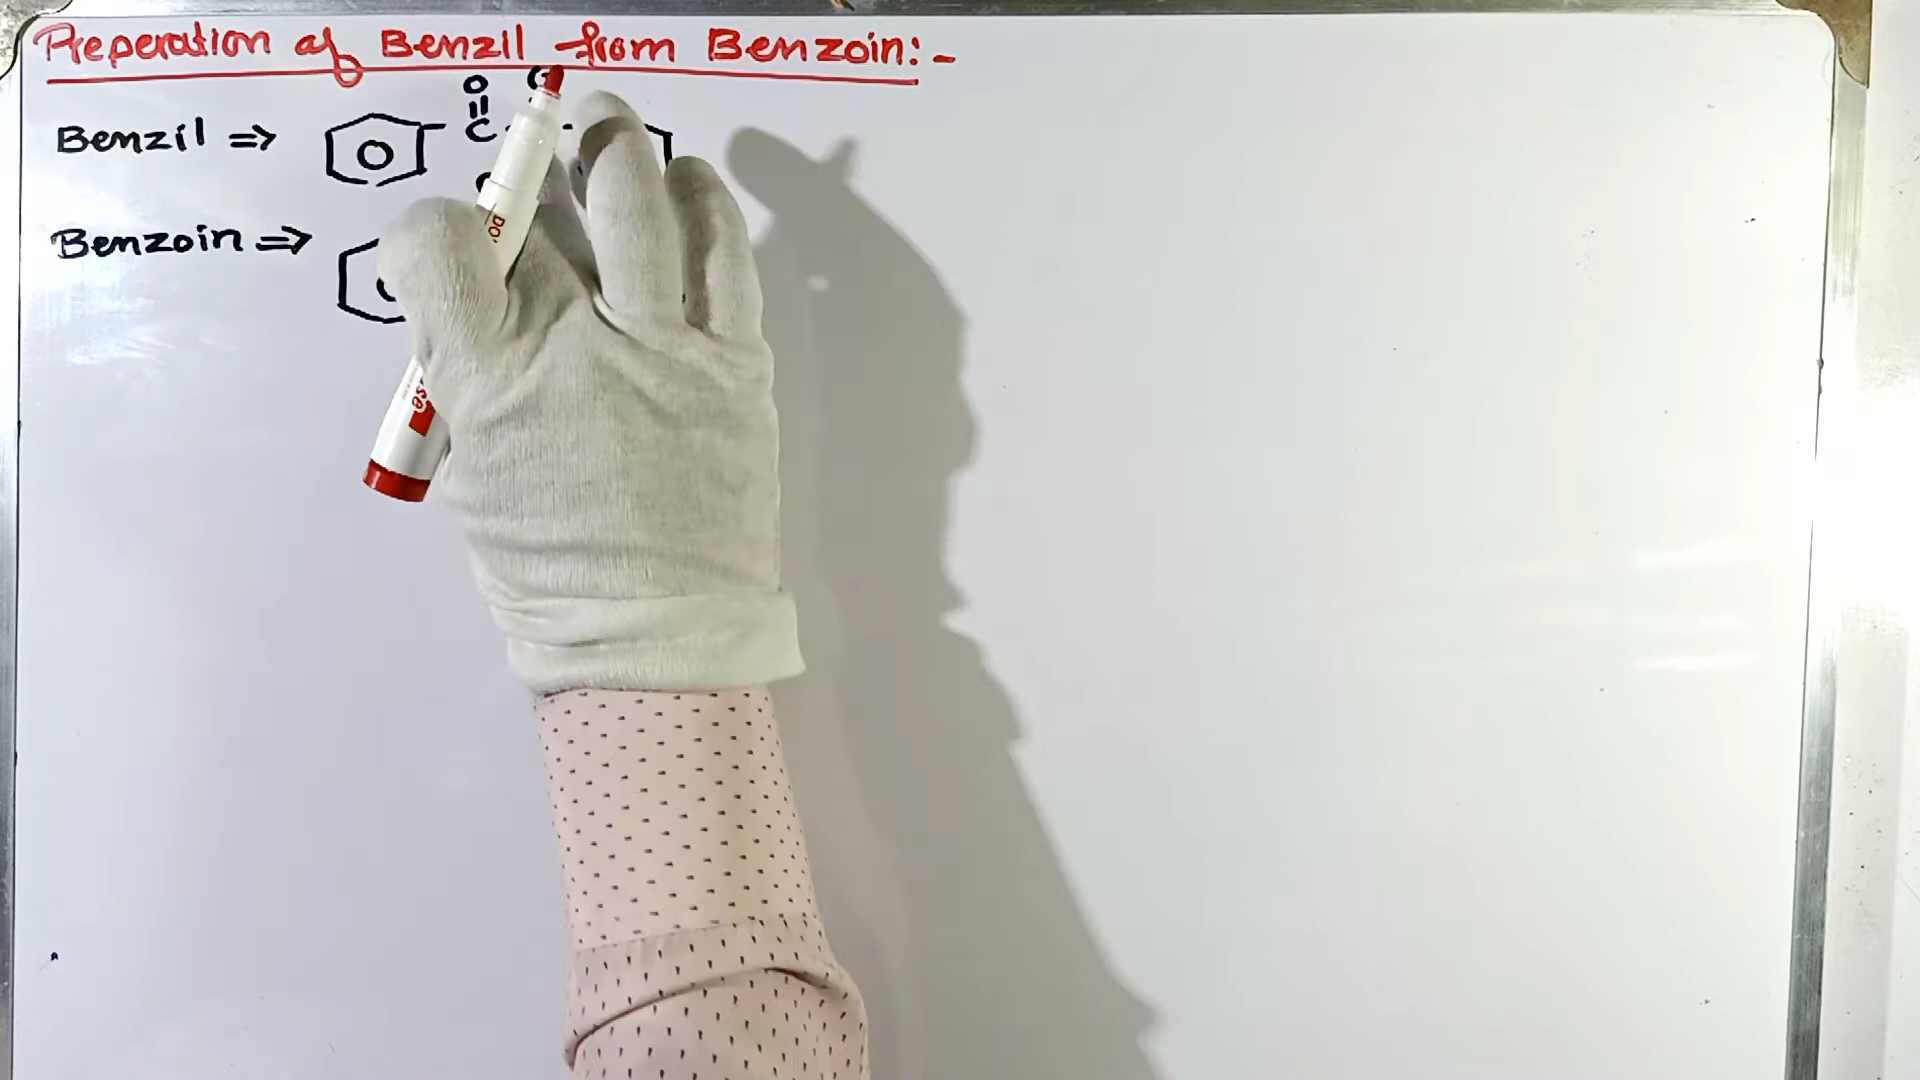 Preperation of Benzil from Benzoin:-
O
Benzil ⇒ O C
Benzoin ⇒